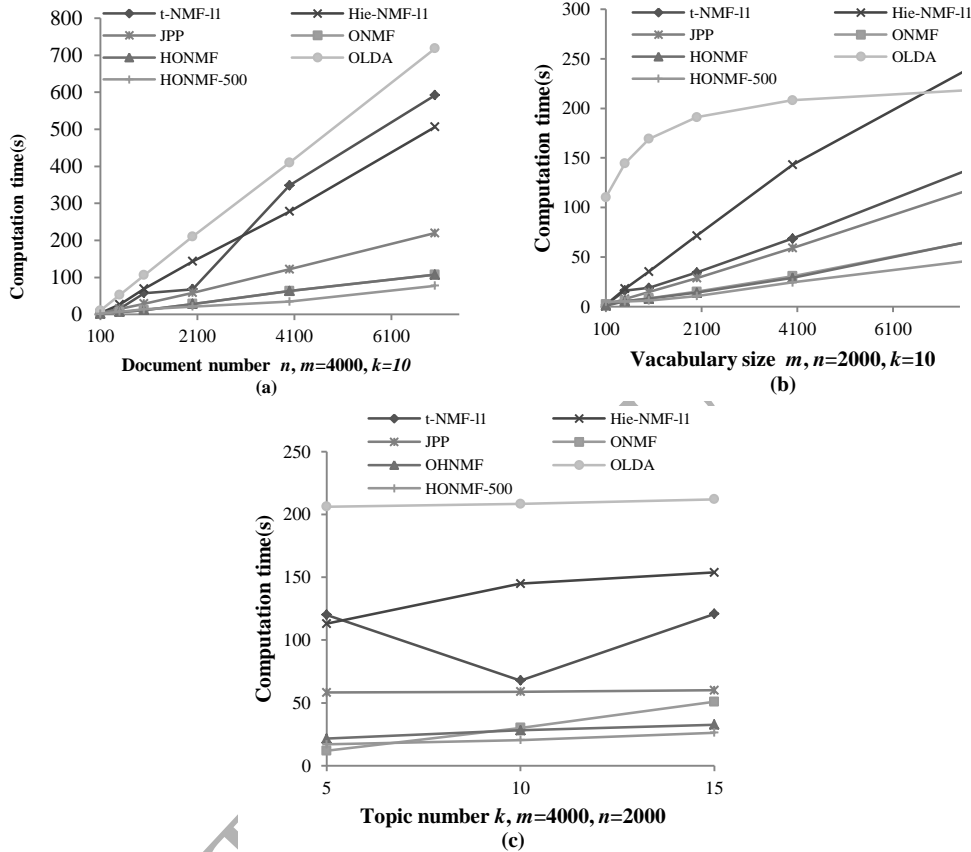 t-NMF-l1 Hie-NMF-l1
JPP ONMF
HONMF OLDA
HONMF-500
Computation time(s)
800
700
600
500
400
300
200
100
0
100 2100 4100 6100
Document number n, m=4000, k=10
(a)
t-NMF-l1 Hie-NMF-l1
JPP ONMF
HONMF OLDA
HONMF-500
Computation time(s)
300
250
200
150
100
50
0
100 2100 4100 6100
Vacabulary size m, n=2000, k=10
(b)
t-NMF-l1 Hie-NMF-l1
JPP ONMF
OHNMF OLDA
HONMF-500
Computation time(s)
250
200
150
100
50
0
5 10 15
Topic number k, m=4000, n=2000
(c)